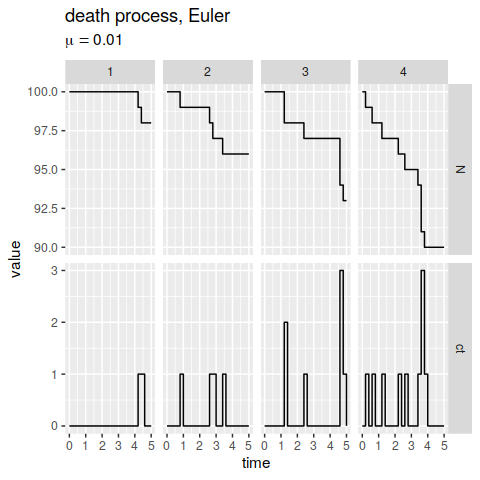 death process, Euler
μ = 0.01
1 2 3 4
100.0
97.5
95.0
92.5
90.0
N
value
3
2
1
0
ct
0 1 2 3 4 5 0 1 2 3 4 5 0 1 2 3 4 5 0 1 2 3 4 5
time